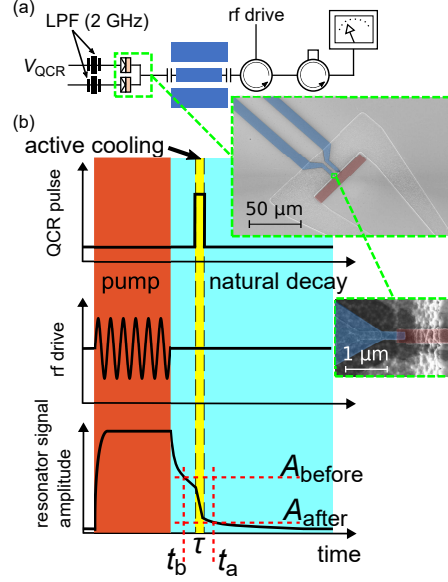 (a)
LPF (2 GHz)
rf drive
V_QCR
50 μm
(b)
active cooling
QCR pulse
pump
natural decay
rf drive
1 μm
resonator signal
amplitude
A_before
A_after
t_b
τ
t_a
time